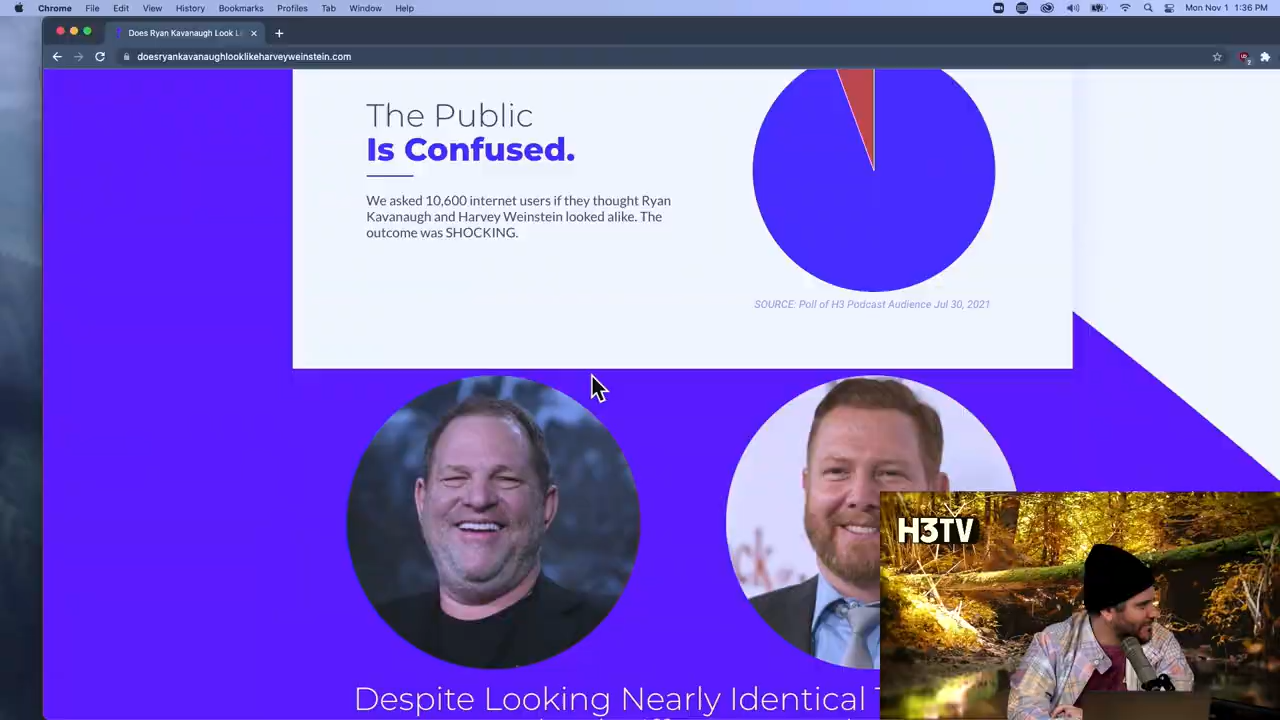 Chrome File Edit View History Bookmarks Profiles Tab Window Help
Mon Nov 1 1:36 PM
Does Ryan Kavanaugh Look Li
doesryankavanaughlooklikeharveyweinstein.com
The Public
Is Confused.
We asked 10,600 internet users if they thought Ryan
Kavanaugh and Harvey Weinstein looked alike. The
outcome was SHOCKING.
SOURCE: Poll of H3 Podcast Audience Jul 30, 2021
H3TV
Despite Looking Nearly Identical